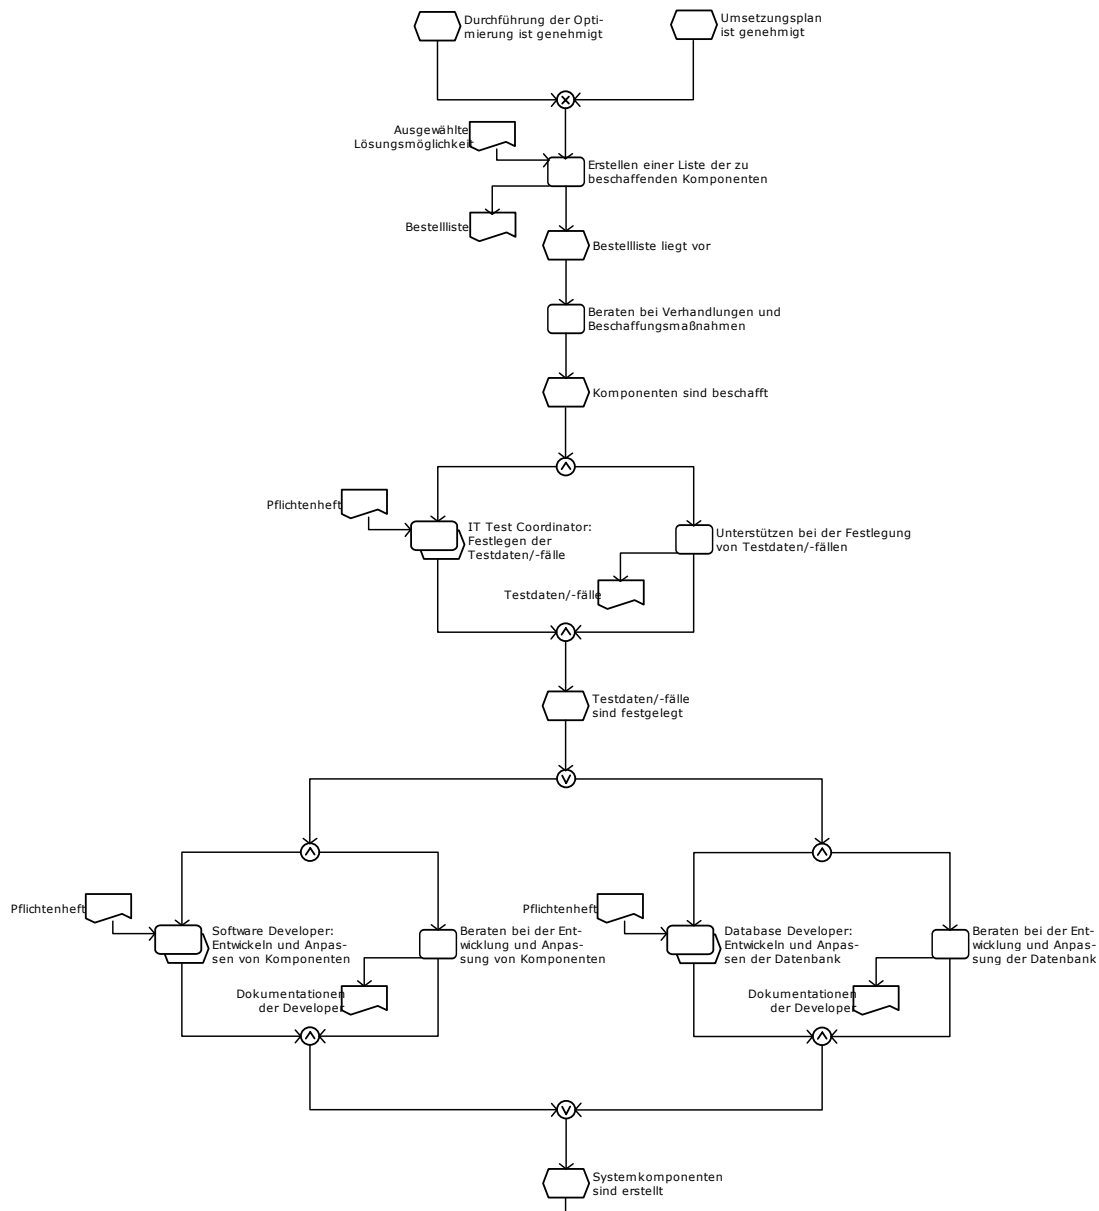 Durchführung der Opti-
mierung ist genehmigt
Umsetzungsplan
ist genehmigt
Ausgewählte
Lösungsmöglichkeit
Erstellen einer Liste der zu
beschaffenden Komponenten
Bestellliste
Bestellliste liegt vor
Beraten bei Verhandlungen und
Beschaffungsmaßnahmen
Komponenten sind beschafft
Pflichtenheft
IT Test Coordinator:
Festlegen der
Testdaten/-fälle
Unterstützen bei der Festlegung
von Testdaten/-fällen
Testdaten/-fälle
Testdaten/-fälle
sind festgelegt
Pflichtenheft
Software Developer:
Entwickeln und Anpas-
sen von Komponenten
Beraten bei der Ent-
wicklung und Anpas-
sung von Komponenten
Dokumentationen
der Developer
Pflichtenheft
Database Developer:
Entwickeln und Anpas-
sen der Datenbank
Beraten bei der Ent-
wicklung und Anpas-
sung der Datenbank
Dokumentationen
der Developer
Systemkomponenten
sind erstellt